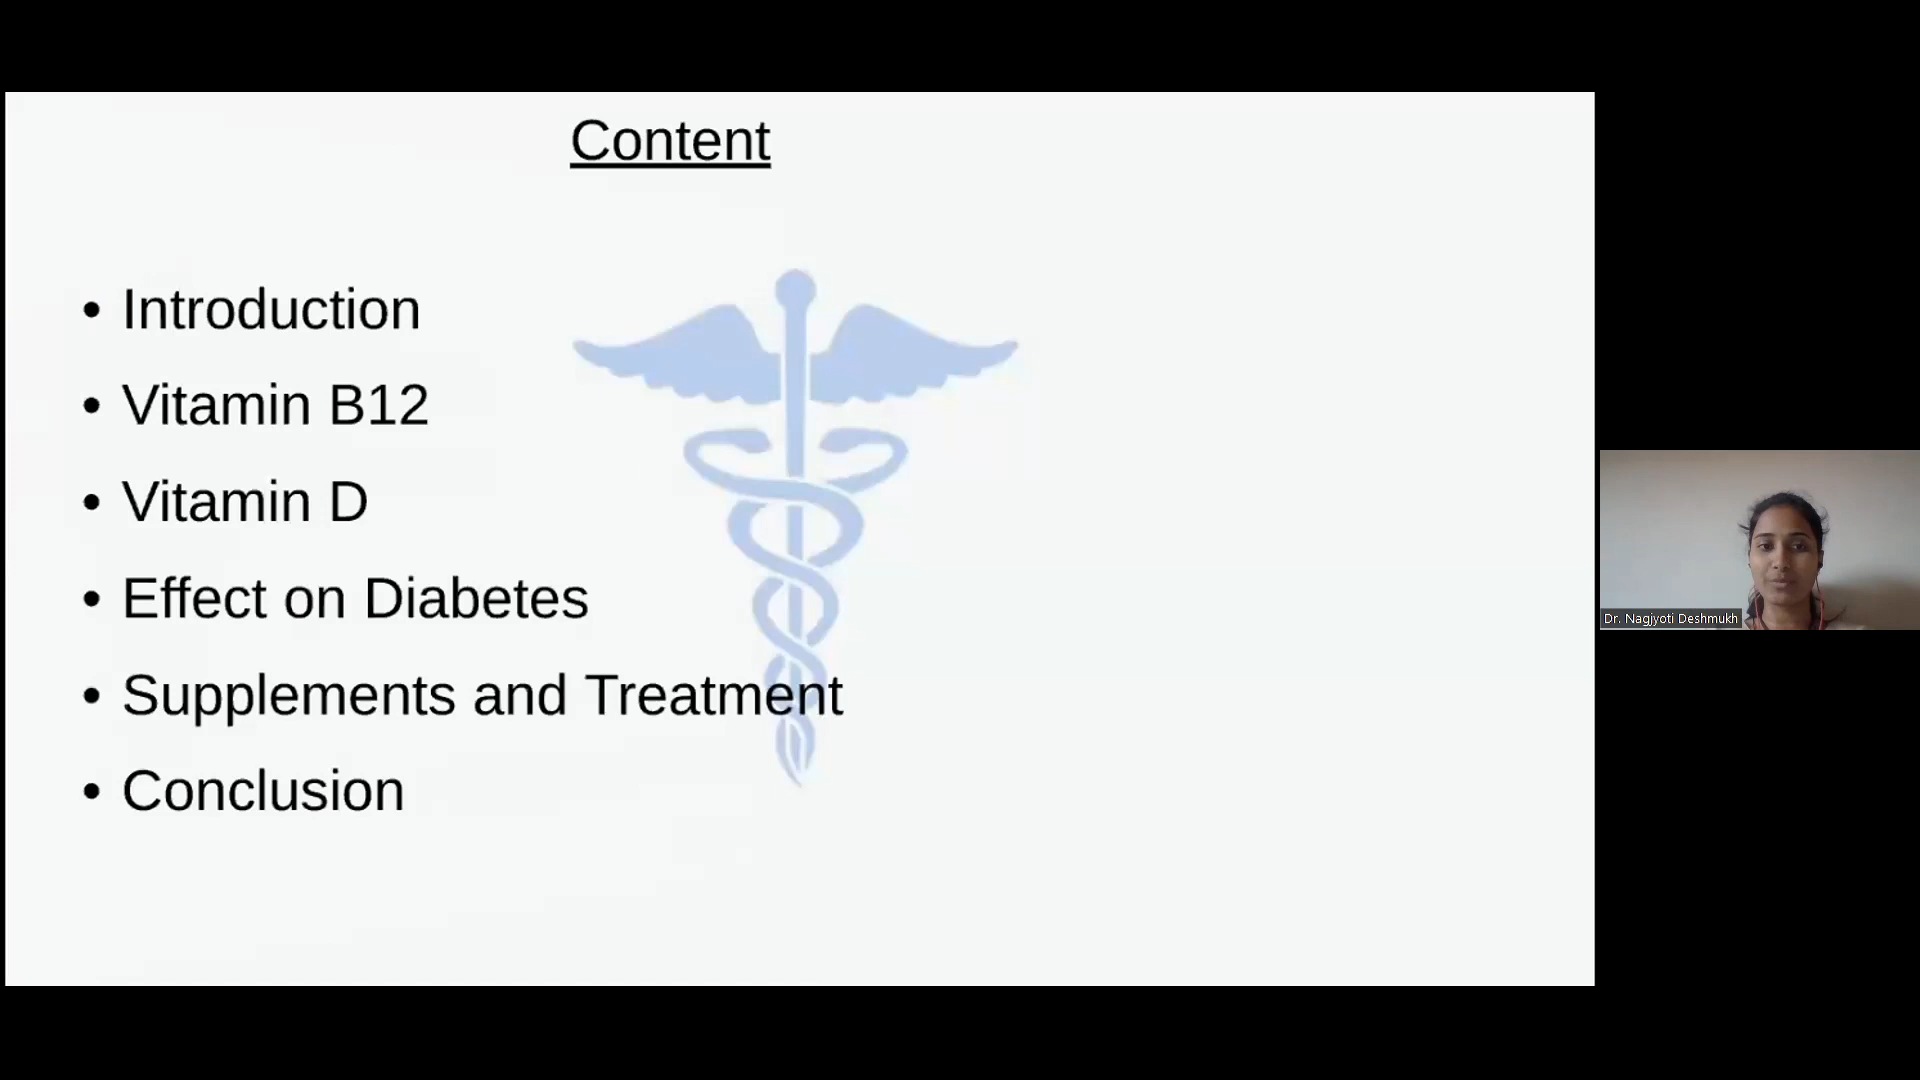 Content
• Introduction
• Vitamin B12
• Vitamin D
• Effect on Diabetes
• Supplements and Treatment
• Conclusion
Dr. Nagjyoti Deshmukh